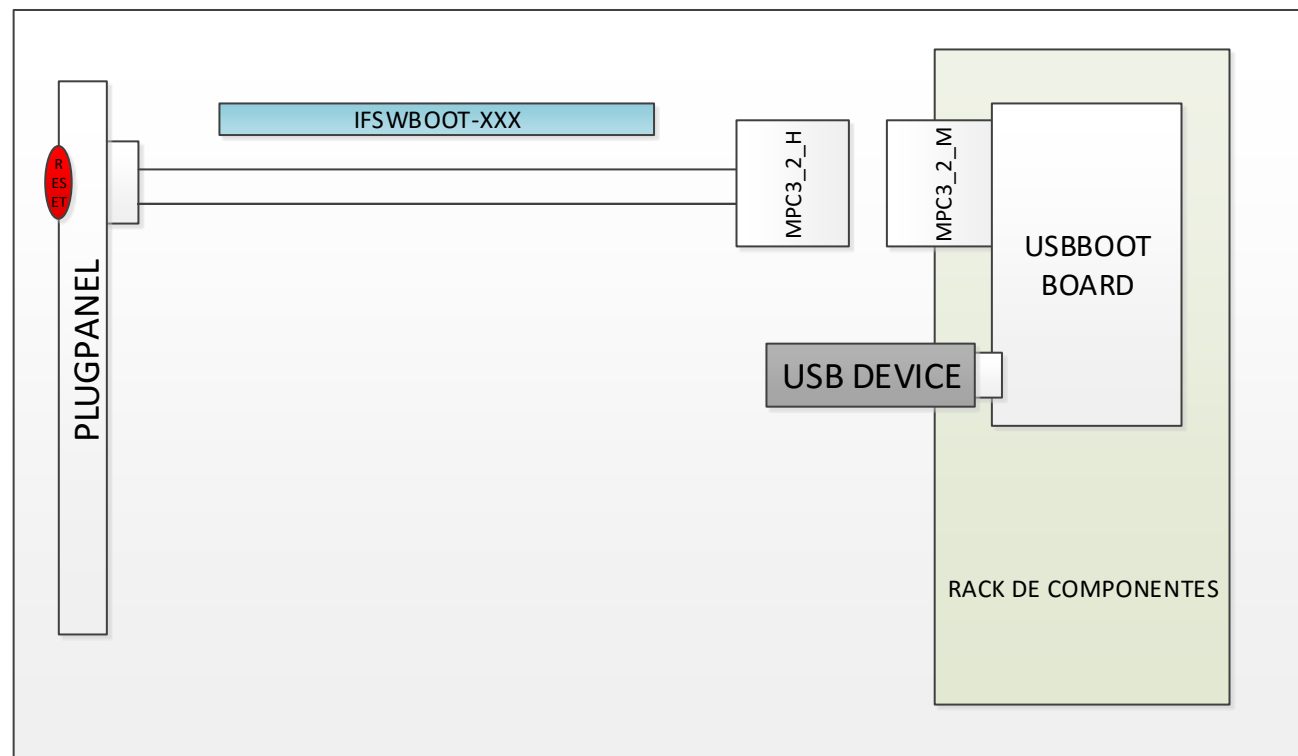 IFSWBOOT-XXX
R
ES
ET
PLUGPANEL
MPC3_2_H
MPC3_2_M
USBBOOT
BOARD
USB DEVICE
RACK DE COMPONENTES